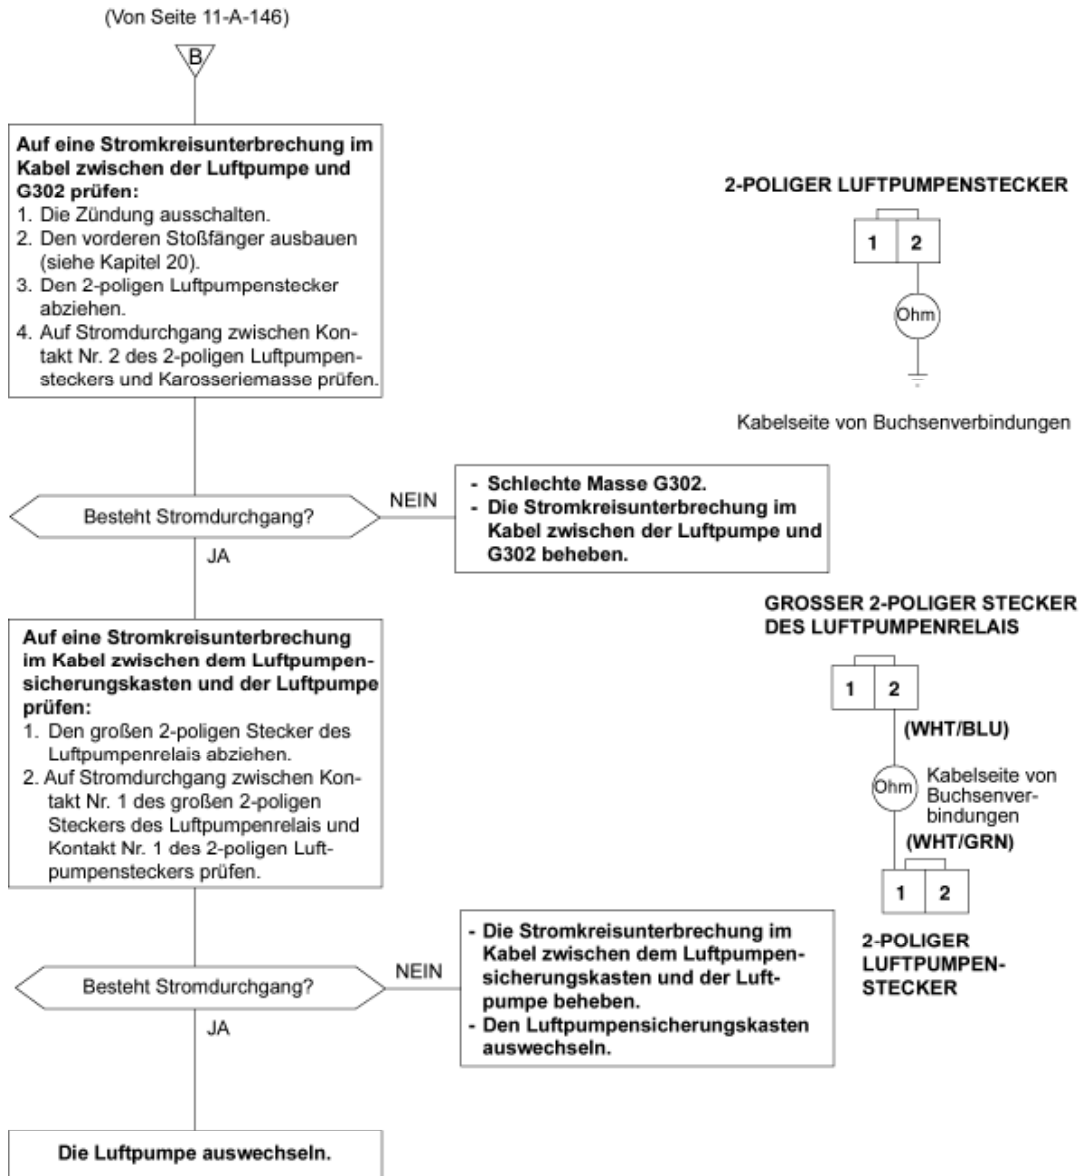 (Von Seite 11-A-146)
B
Auf eine Stromkreisunterbrechung im
Kabel zwischen der Luftpumpe und
G302 prüfen:
1. Die Zündung ausschalten.
2. Den vorderen Stoßfänger ausbauen
(siehe Kapitel 20).
3. Den 2-poligen Luftpumpenstecker
abziehen.
4. Auf Stromdurchgang zwischen Kon-
takt Nr. 2 des 2-poligen Luftpumpen-
steckers und Karosseriemasse prüfen.
2-POLIGER LUFTPUMPENSTECKER
1 2
Ohm
Kabelseite von Buchsenverbindungen
Besteht Stromdurchgang?
NEIN
- Schlechte Masse G302.
- Die Stromkreisunterbrechung im
Kabel zwischen der Luftpumpe und
G302 beheben.
JA
Auf eine Stromkreisunterbrechung
im Kabel zwischen dem Luftpumpen-
sicherungskasten und der Luftpumpe
prüfen:
1. Den großen 2-poligen Stecker des
Luftpumpenrelais abziehen.
2. Auf Stromdurchgang zwischen Kon-
takt Nr. 1 des großen 2-poligen
Steckers des Luftpumpenrelais und
Kontakt Nr. 1 des 2-poligen Luft-
pumpensteckers prüfen.
GROSSER 2-POLIGER STECKER
DES LUFTPUMPENRELAIS
1 2
(WHT/BLU)
Ohm
Kabelseite von
Buchsenver-
bindungen
(WHT/GRN)
1 2
2-POLIGER
LUFTPUMPEN-
STECKER
Besteht Stromdurchgang?
NEIN
- Die Stromkreisunterbrechung im
Kabel zwischen dem Luftpumpen-
sicherungskasten und der Luft-
pumpe beheben.
- Den Luftpumpensicherungskasten
auswechseln.
JA
Die Luftpumpe auswechseln.